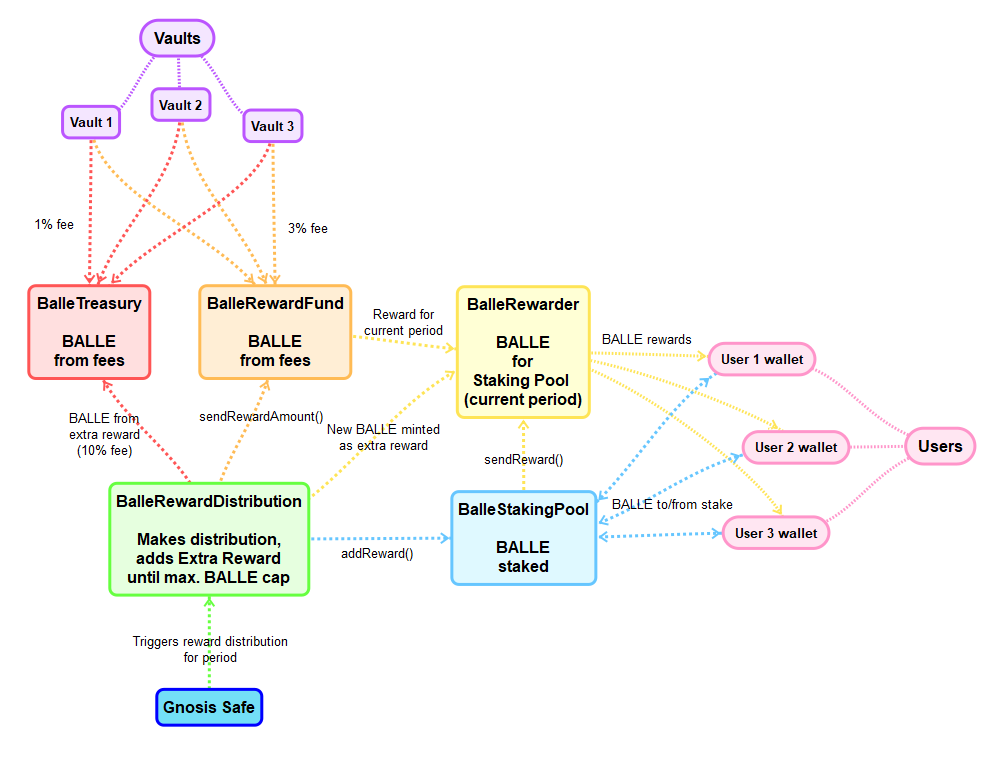 Vaults
Vault 1
Vault 2
Vault 3
1% fee
3% fee
BalleTreasury
BALLE
from fees
BalleRewardFund
BALLE
from fees
Reward for
current period
BalleRewarder
BALLE
for
Staking Pool
(current period)
BALLE rewards
User 1 wallet
User 2 wallet
User 3 wallet
Users
BALLE from
extra reward
(10% fee)
sendRewardAmount()
New BALLE minted
as extra reward
sendReward()
BALLE to/from stake
BalleRewardDistribution
Makes distribution,
adds Extra Reward
until max. BALLE cap
addReward()
BalleStakingPool
BALLE
staked
Triggers reward distribution
for period
Gnosis Safe